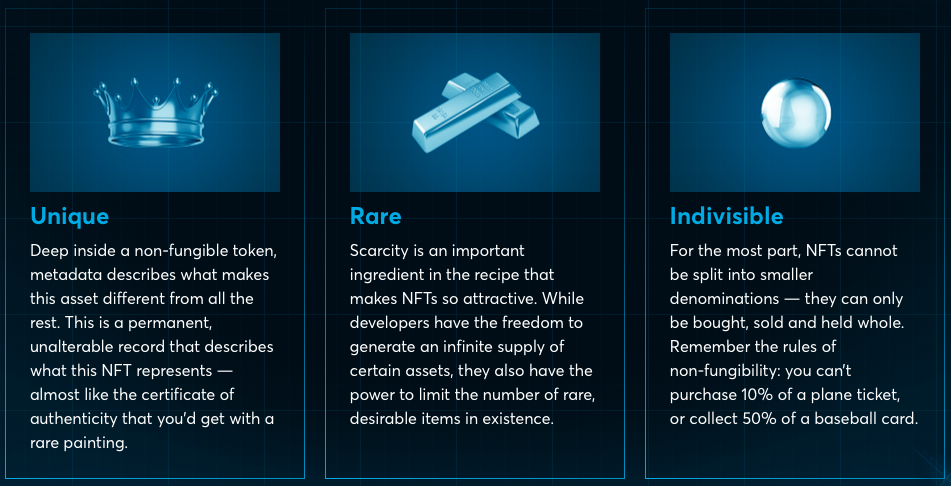 Unique
Deep inside a non-fungible token,
metadata describes what makes
this asset different from all the
rest. This is a permanent,
unalterable record that describes
what this NFT represents —
almost like the certificate of
authenticity that you'd get with a
rare painting.
Rare
Scarcity is an important
ingredient in the recipe that
makes NFTs so attractive. While
developers have the freedom to
generate an infinite supply of
certain assets, they also have the
power to limit the number of rare,
desirable items in existence.
Indivisible
For the most part, NFTs cannot
be split into smaller
denominations — they can only
be bought, sold and held whole.
Remember the rules of
non-fungibility: you can't
purchase 10% of a plane ticket,
or collect 50% of a baseball card.